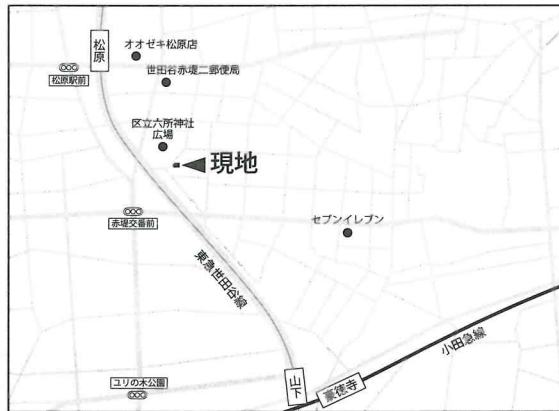 オオゼキ松原店
松原
松原駅前
世田谷赤堤二郵便局
区立六所神社
広場
現地
赤堤交番前
セブンイレブン
東急世田谷線
小田急線
ユリの木公園
山下
豪徳寺